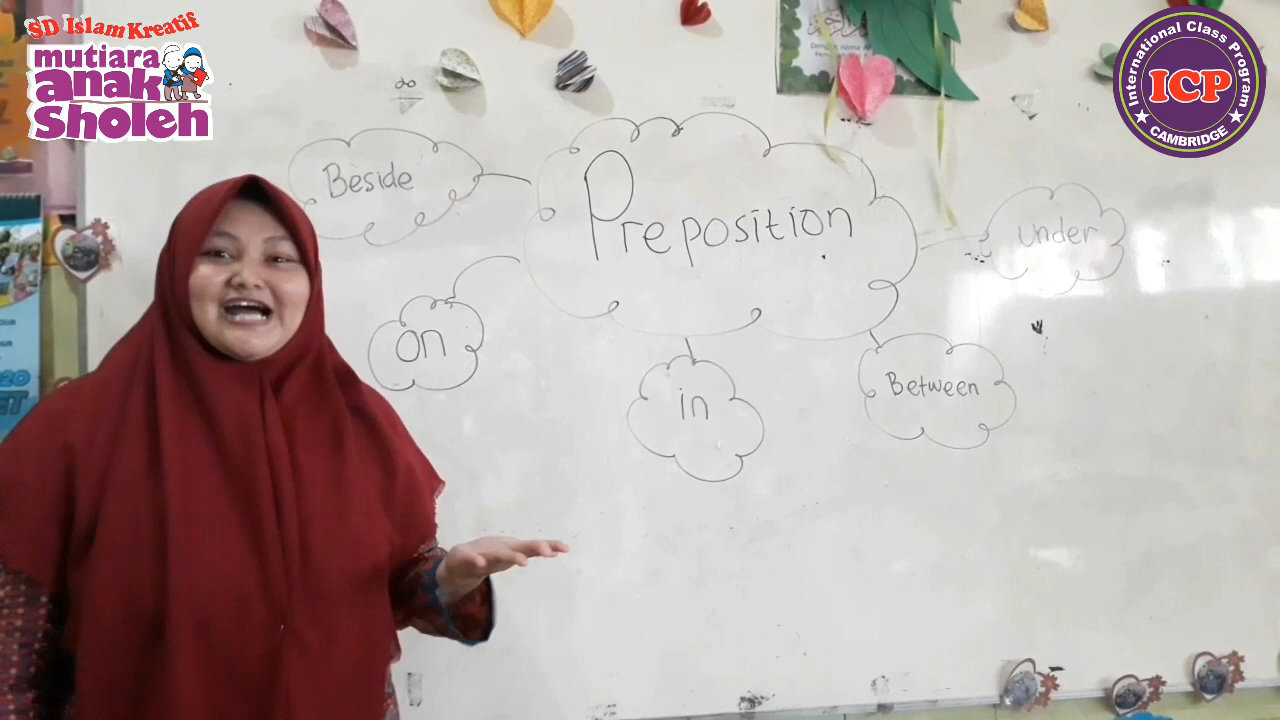 SD Islam Kreatif
mutiara
anak
Sholeh
International Class Program
ICP
CAMBRIDGE
Beside
Preposition
under
on
in
Between